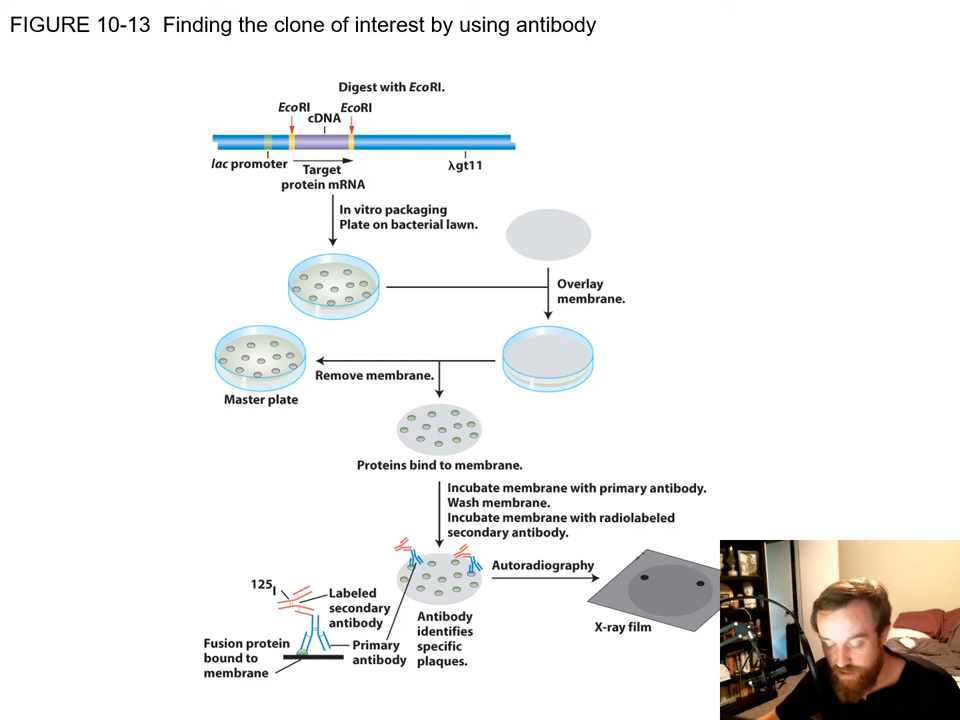 FIGURE 10-13 Finding the clone of interest by using antibody
Digest with EcoRI.
EcoRI
EcoRI
cDNA
lac promoter
Target
protein mRNA
λgt11
In vitro packaging
Plate on bacterial lawn.
Overlay
membrane.
Remove membrane.
Master plate
Proteins bind to membrane.
Incubate membrane with primary antibody.
Wash membrane.
Incubate membrane with radiolabeled
secondary antibody.
Autoradiography
X-ray film
125I
Labeled
secondary
antibody
Antibody
identifies
specific
plaques.
Fusion protein
bound to
membrane
Primary
antibody